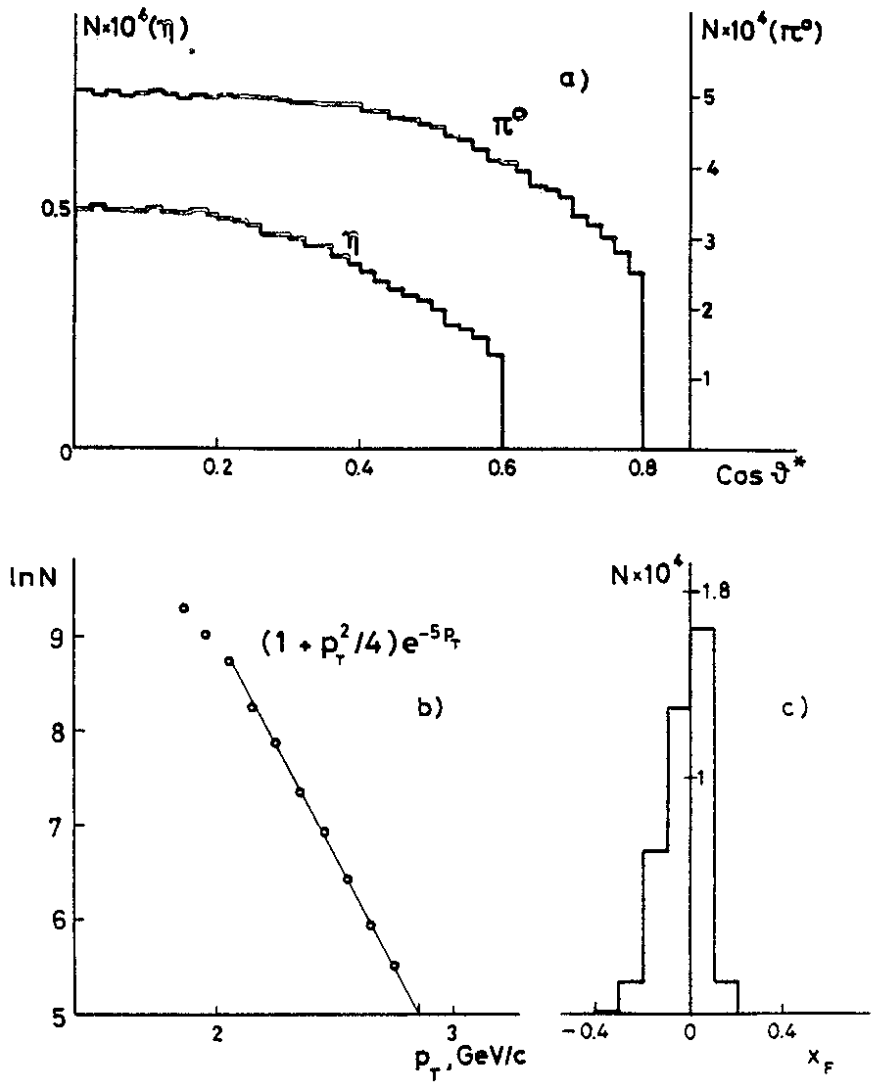 N×10⁴(η) N×10⁴(π⁰)
a)
5
π⁰
4
0.5
η
3
2
1
0
0.2 0.4 0.6 0.8
Cos ϑ*
ln N
N×10⁴
1.8
9
(1 + p_T²/4) e^{-5p_T}
b) c)
8
1
7
6
5
2 3
-0.4 0 0.4
p_T, GeV/c
x_F